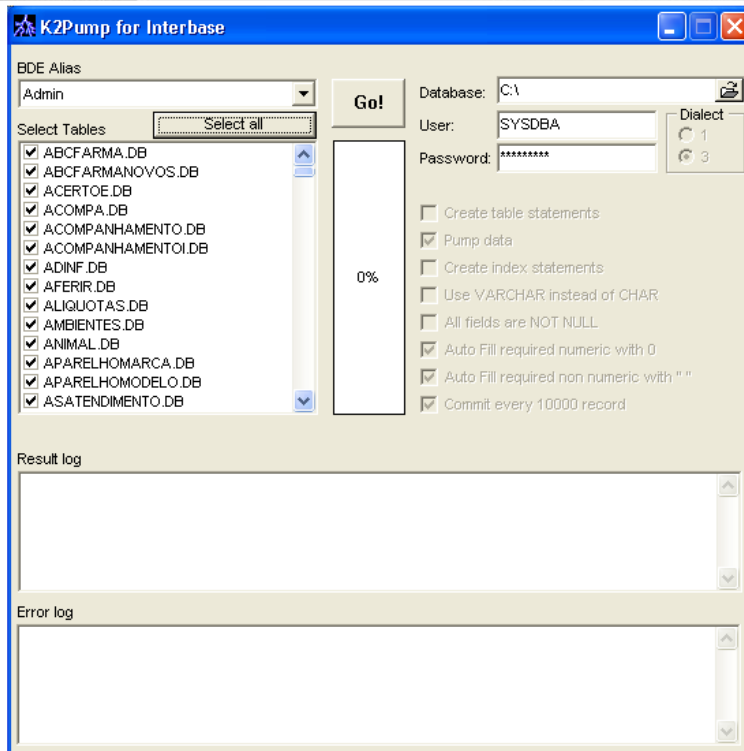 K2Pump for Interbase
BDE Alias
Admin
Select Tables
Select all
ABCFARMA.DB
ABCFARMANOVOS.DB
ACERTOE.DB
ACOMPA.DB
ACOMPANHAMENTO.DB
ACOMPANHAMENTOI.DB
ADINF.DB
AFERIR.DB
ALIQUOTAS.DB
AMBIENTES.DB
ANIMAL.DB
APARELHOMARCA.DB
APARELHOMODELO.DB
ASATENDIMENTO.DB
Go!
0%
Database: C:\
User: SYSDBA
Password: *********
Dialect
1
3
Create table statements
Pump data
Create index statements
Use VARCHAR instead of CHAR
All fields are NOT NULL
Auto Fill required numeric with 0
Auto Fill required non numeric with " "
Commit every 10000 record
Result log
Error log